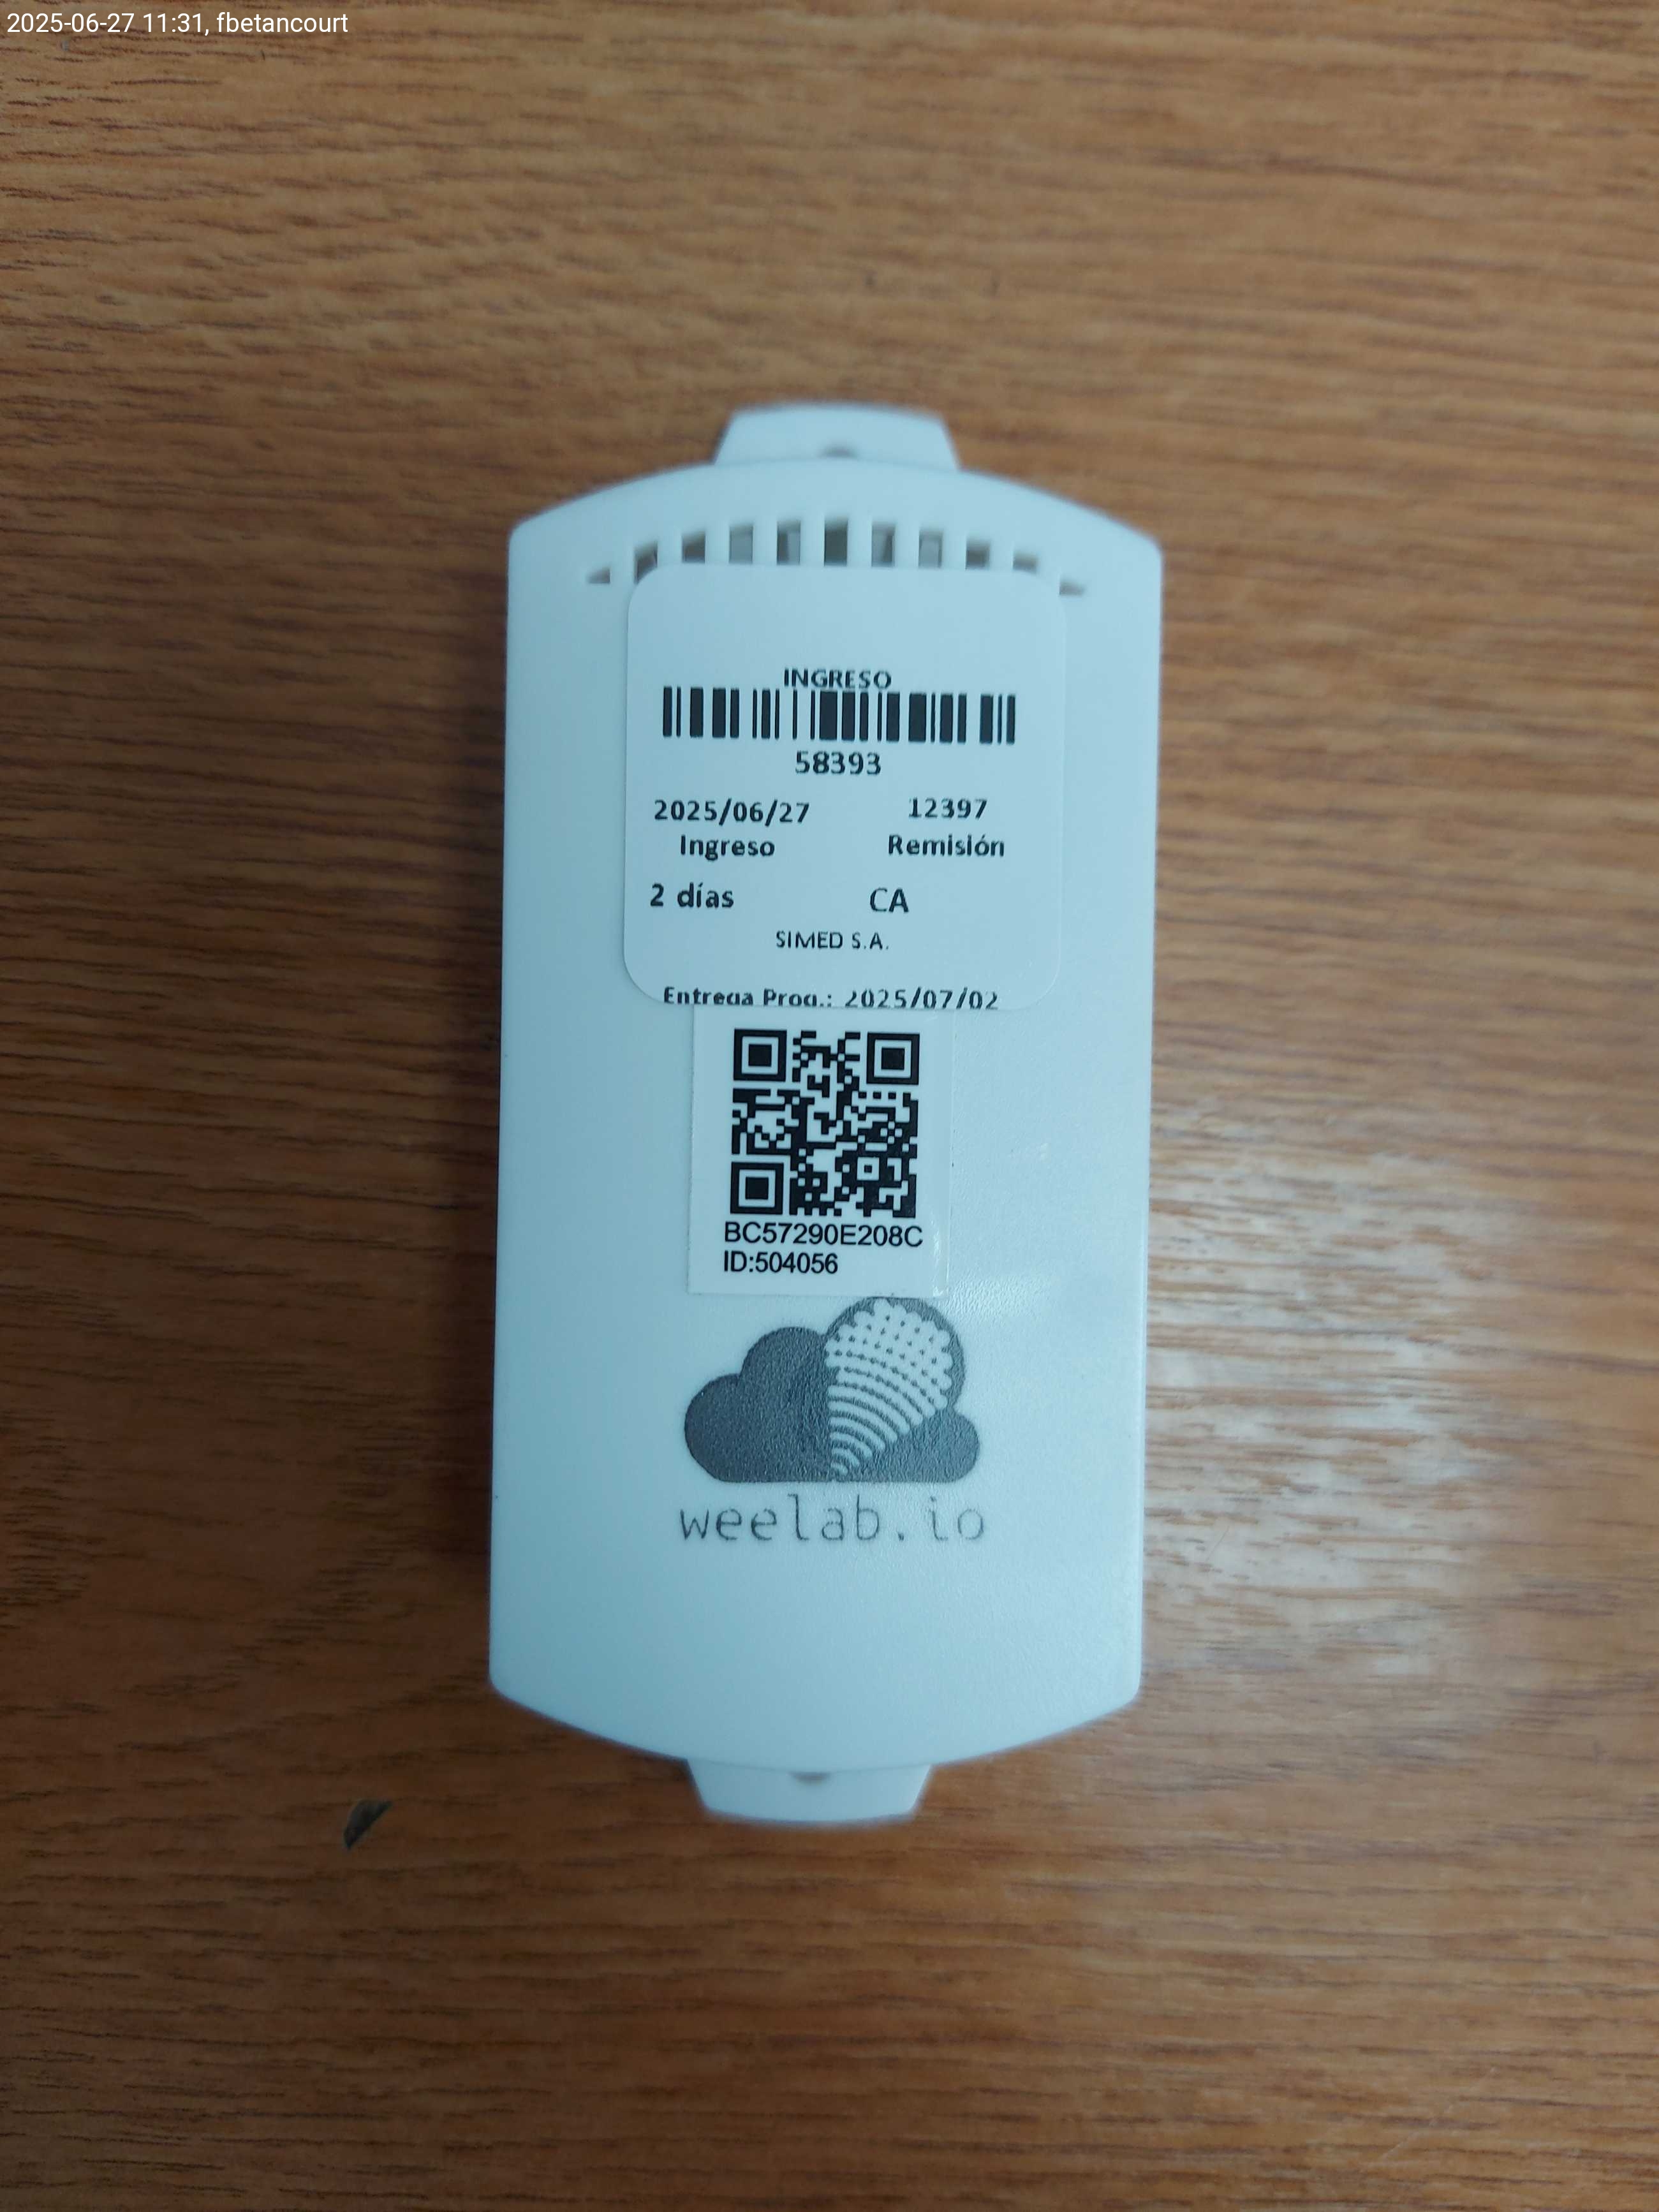 2025-06-27 11:31, fbetancourt
INGRESO
58393
2025/06/27 12397
Ingreso Remisión
2 días CA
SIMED S.A.
Entrega Prog.: 2025/07/02
BC57290E208C
ID:504056
weelab.io